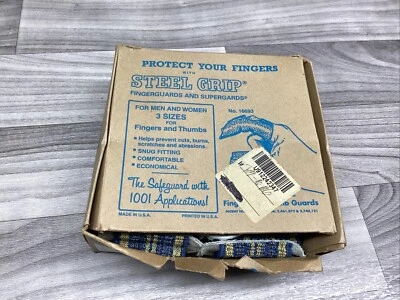 PROTECT YOUR FINGERS
WITH
STEEL GRIP®
FINGERGUARDS AND SUPERGARDS®
FOR MEN AND WOMEN
3 SIZES
FOR
Fingers and Thumbs
• Helps prevent cuts, burns,
scratches and abrasions.
• SNUG FITTING
• COMFORTABLE
• ECONOMICAL
The Safeguard with
1001 Applications!
MADE IN U.S.A.
PRINTED IN U.S.A.
Guards